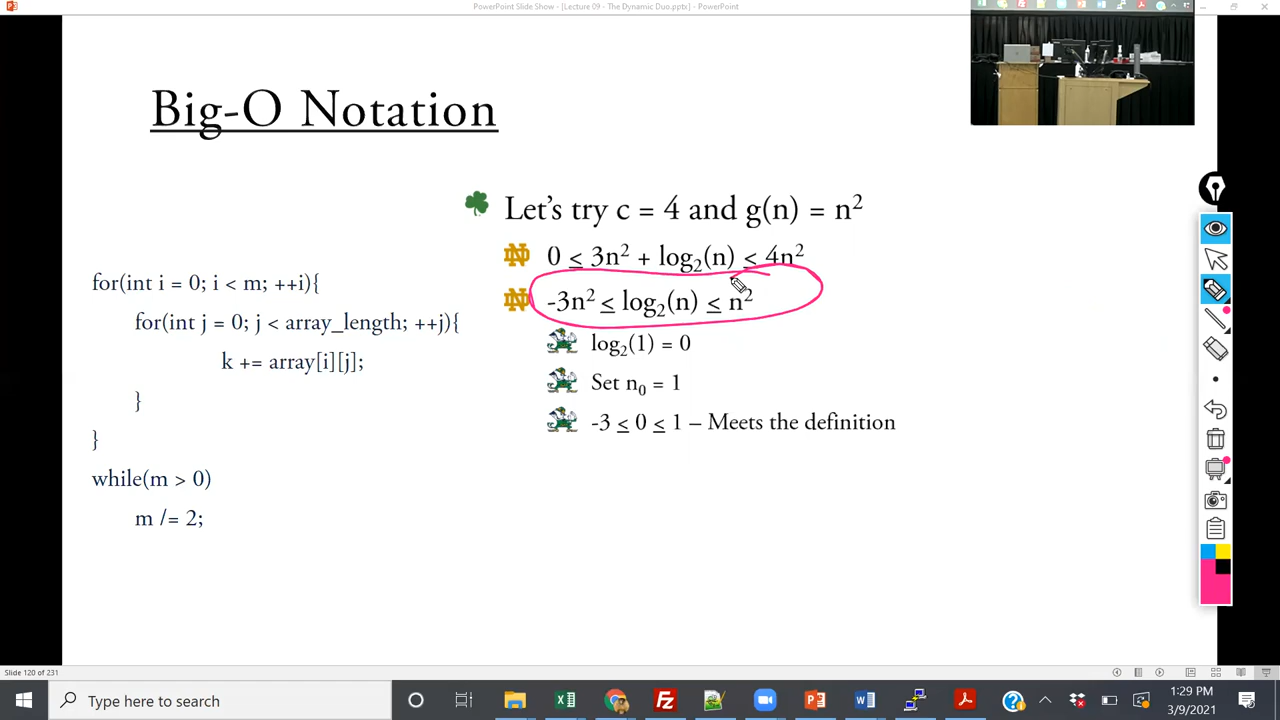 PowerPoint Slide Show - [Lecture 09 - The Dynamic Duo.pptx] - PowerPoint
Big-O Notation
Let's try c = 4 and g(n) = n²
0 ≤ 3n² + log₂(n) ≤ 4n²
-3n² ≤ log₂(n) ≤ n²
log₂(1) = 0
Set n₀ = 1
-3 ≤ 0 ≤ 1 – Meets the definition
for(int i = 0; i < m; ++i){
for(int j = 0; j < array_length; ++j){
k += array[i][j];
}
}
while(m > 0)
m /= 2;
Slide 120 of 231
Type here to search
1:29 PM
3/9/2021